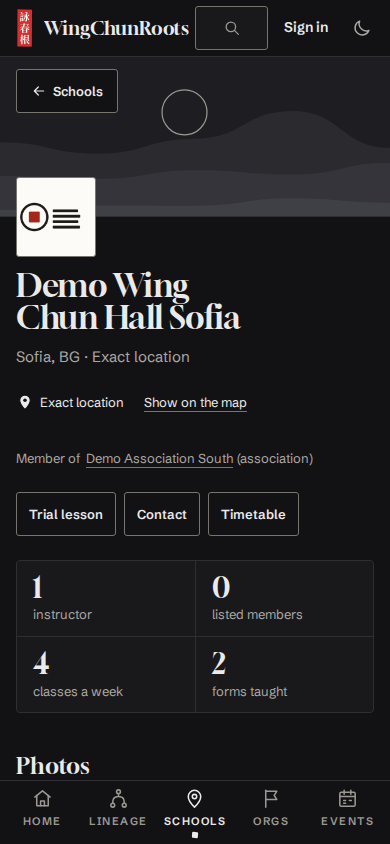 詠春根
WingChunRoots
Sign in
Schools
Demo Wing
Chun Hall Sofia
Sofia, BG · Exact location
Exact location
Show on the map
Member of Demo Association South (association)
Trial lesson
Contact
Timetable
1
instructor
0
listed members
4
classes a week
2
forms taught
Photos
HOME
LINEAGE
SCHOOLS
ORGS
EVENTS